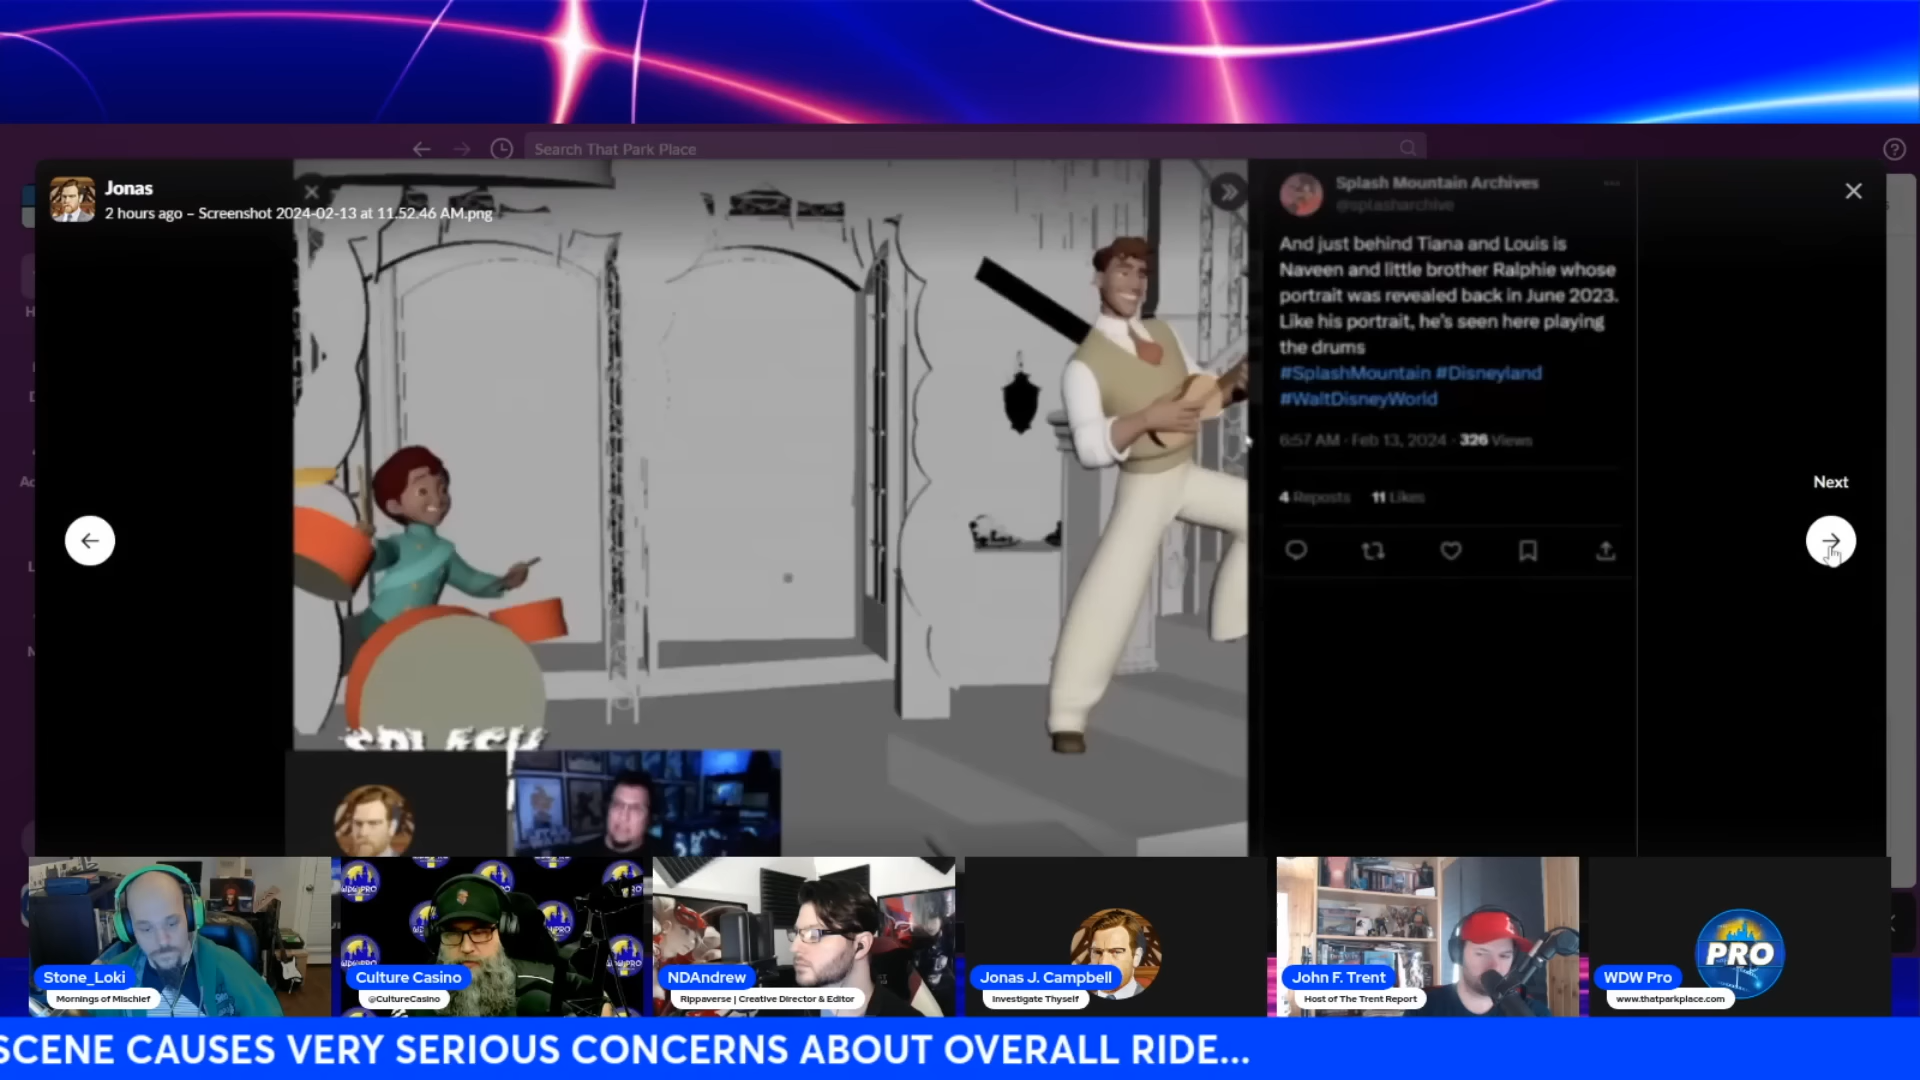 Search That Park Place
Jonas
2 hours ago – Screenshot 2024-02-13 at 11.52.46 AM.png
Splash Mountain Archives
@splasharchive
And just behind Tiana and Louis is
Naveen and little brother Ralphie whose
portrait was revealed back in June 2023.
Like his portrait, he's seen here playing
the drums
#SplashMountain #Disneyland
#WaltDisneyWorld
6:57 AM · Feb 13, 2024 · 326 Views
4 Reposts 11 Likes
Next
SPLASH
Stone_Loki
Mornings of Mischief
Culture Casino
@CultureCasino
NDAndrew
Rippaverse | Creative Director & Editor
Jonas J. Campbell
Investigate Thyself
John F. Trent
Host of The Trent Report
PRO
WDW Pro
www.thatparkplace.com
SCENE CAUSES VERY SERIOUS CONCERNS ABOUT OVERALL RIDE...